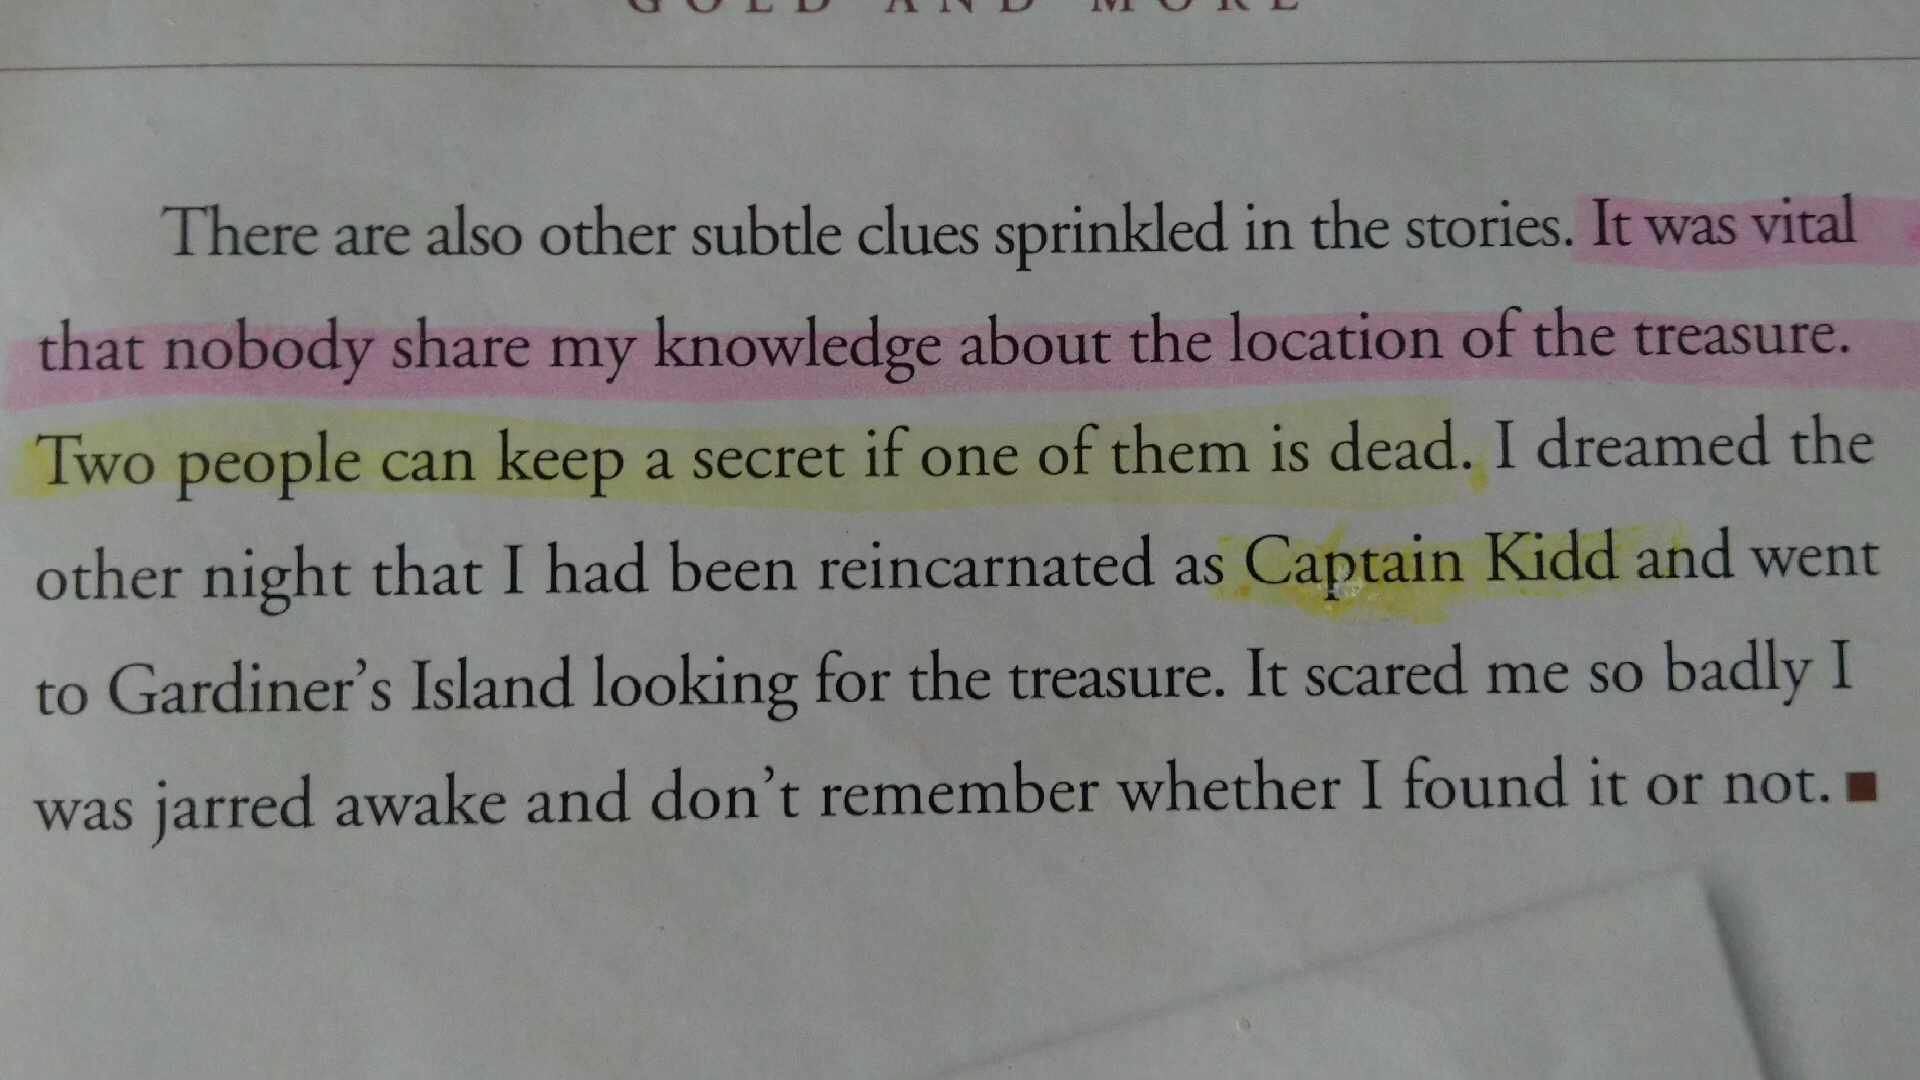 GOLD AND MORE
There are also other subtle clues sprinkled in the stories. It was vital
that nobody share my knowledge about the location of the treasure.
Two people can keep a secret if one of them is dead. I dreamed the
other night that I had been reincarnated as Captain Kidd and went
to Gardiner’s Island looking for the treasure. It scared me so badly I
was jarred awake and don’t remember whether I found it or not. ■